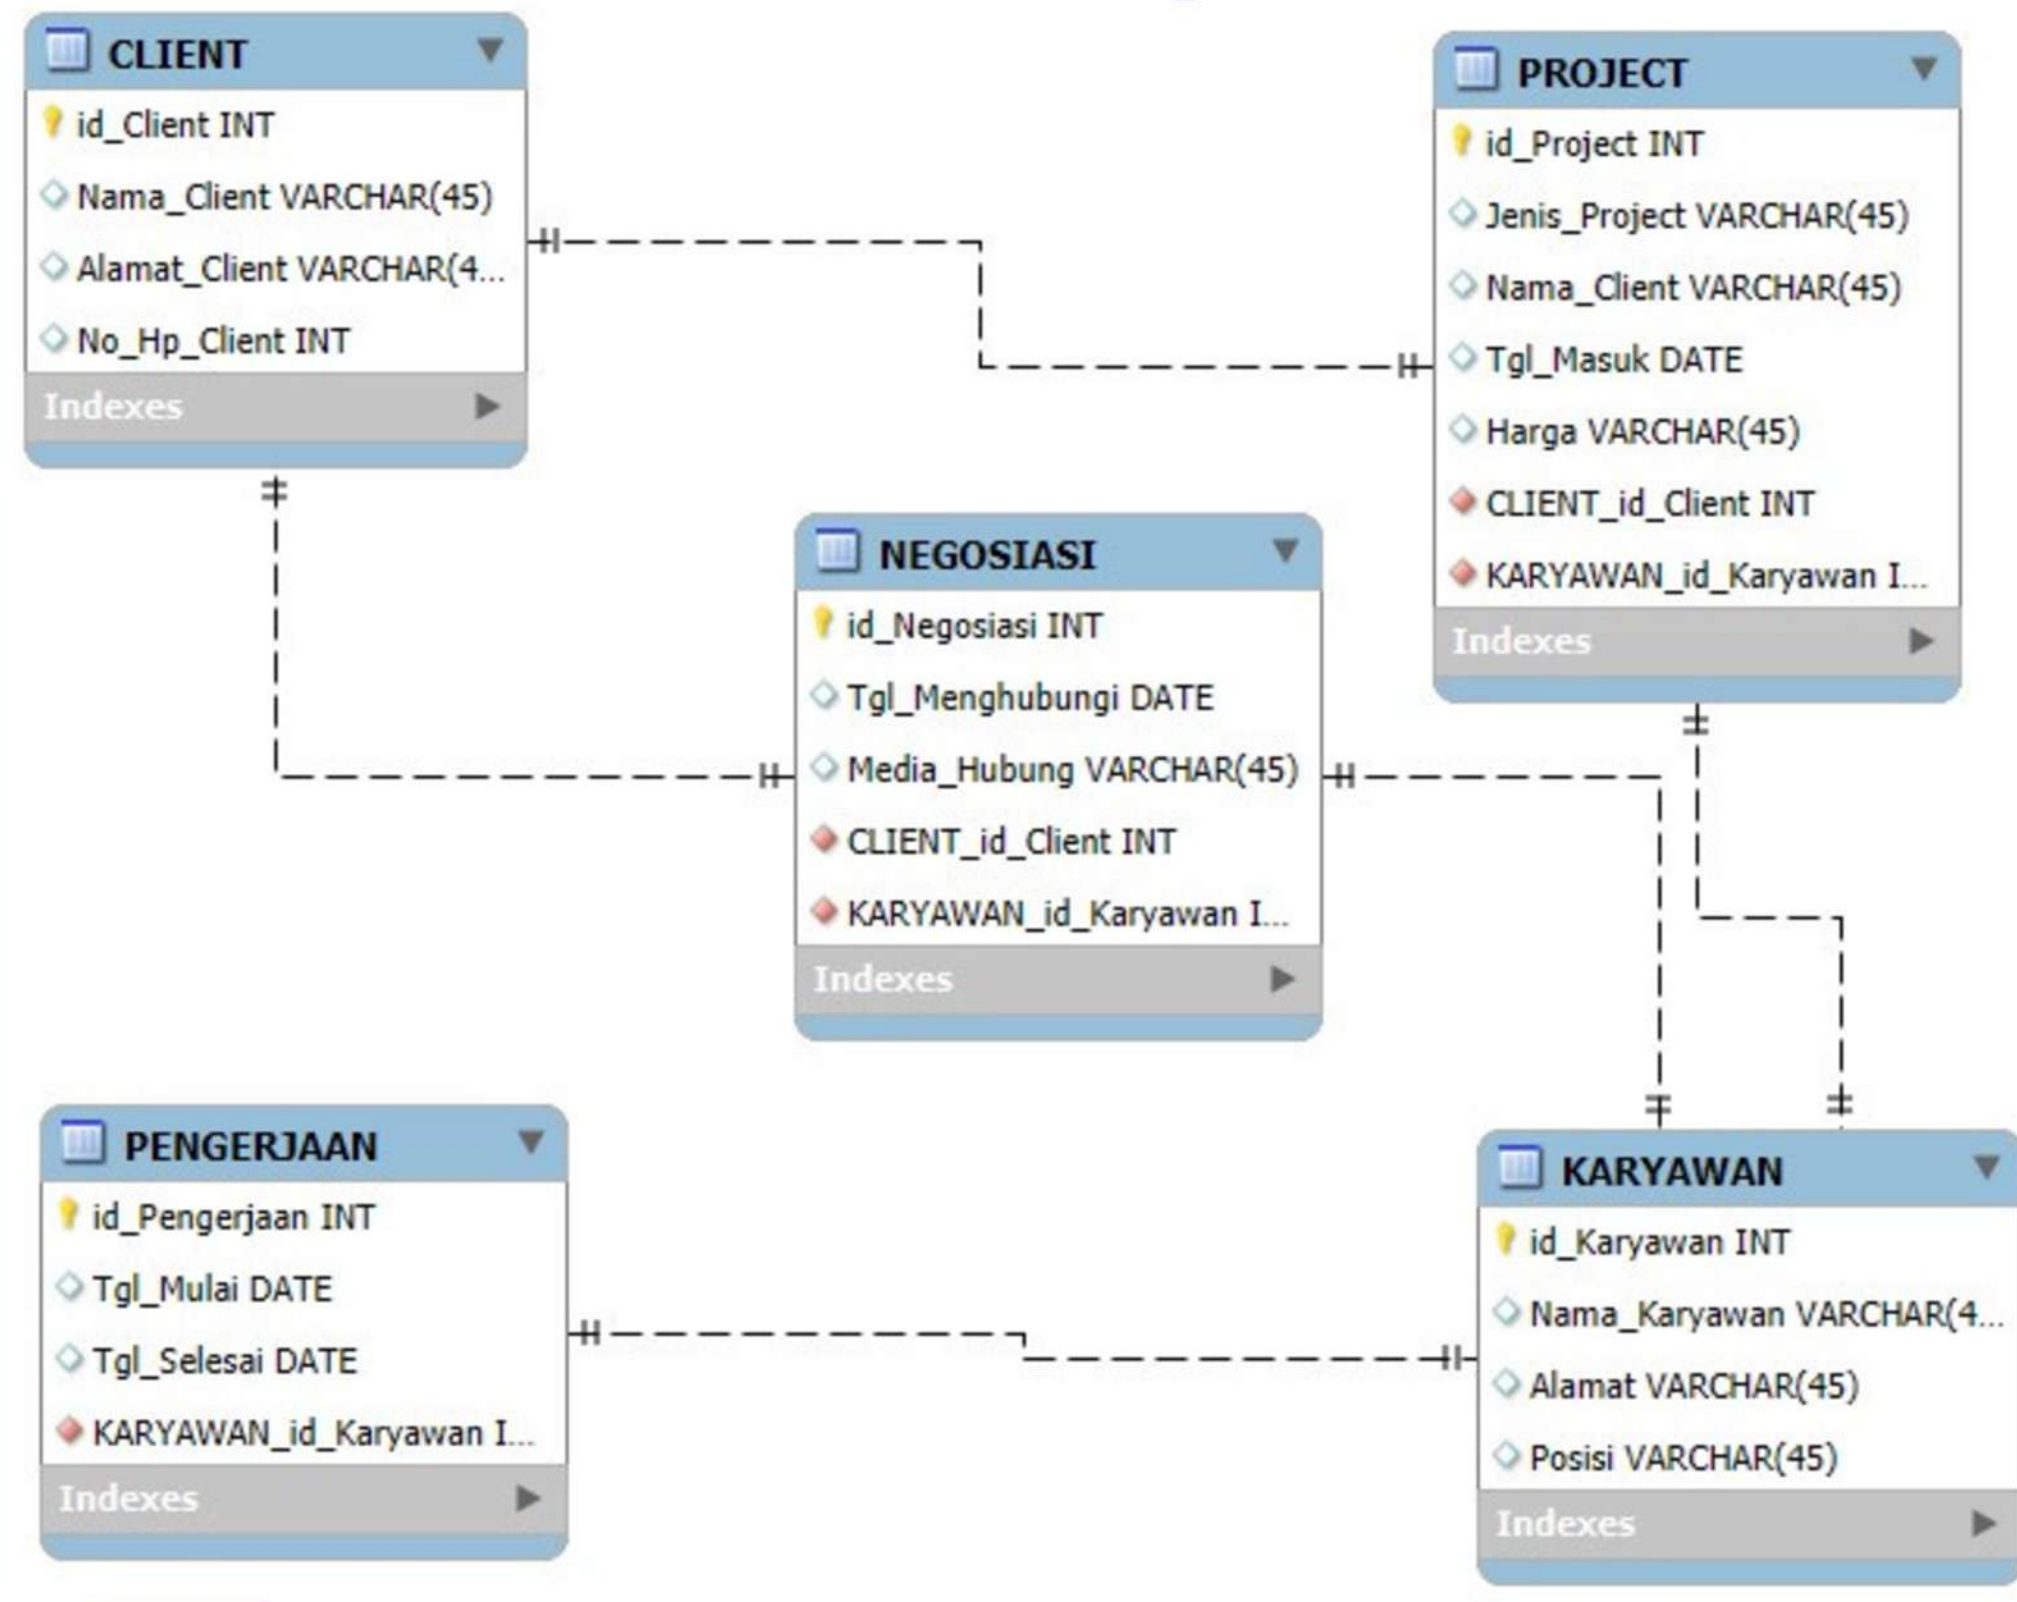 CLIENT
id_Client INT
Nama_Client VARCHAR(45)
Alamat_Client VARCHAR(4...
No_Hp_Client INT
Indexes
PROJECT
id_Project INT
Jenis_Project VARCHAR(45)
Nama_Client VARCHAR(45)
Tgl_Masuk DATE
Harga VARCHAR(45)
CLIENT_id_Client INT
KARYAWAN_id_Karyawan I...
Indexes
NEGOSIASI
id_Negosiasi INT
Tgl_Menghubungi DATE
Media_Hubung VARCHAR(45)
CLIENT_id_Client INT
KARYAWAN_id_Karyawan I...
Indexes
PENGERJAAN
id_Pengerjaan INT
Tgl_Mulai DATE
Tgl_Selesai DATE
KARYAWAN_id_Karyawan I...
Indexes
KARYAWAN
id_Karyawan INT
Nama_Karyawan VARCHAR(4...
Alamat VARCHAR(45)
Posisi VARCHAR(45)
Indexes